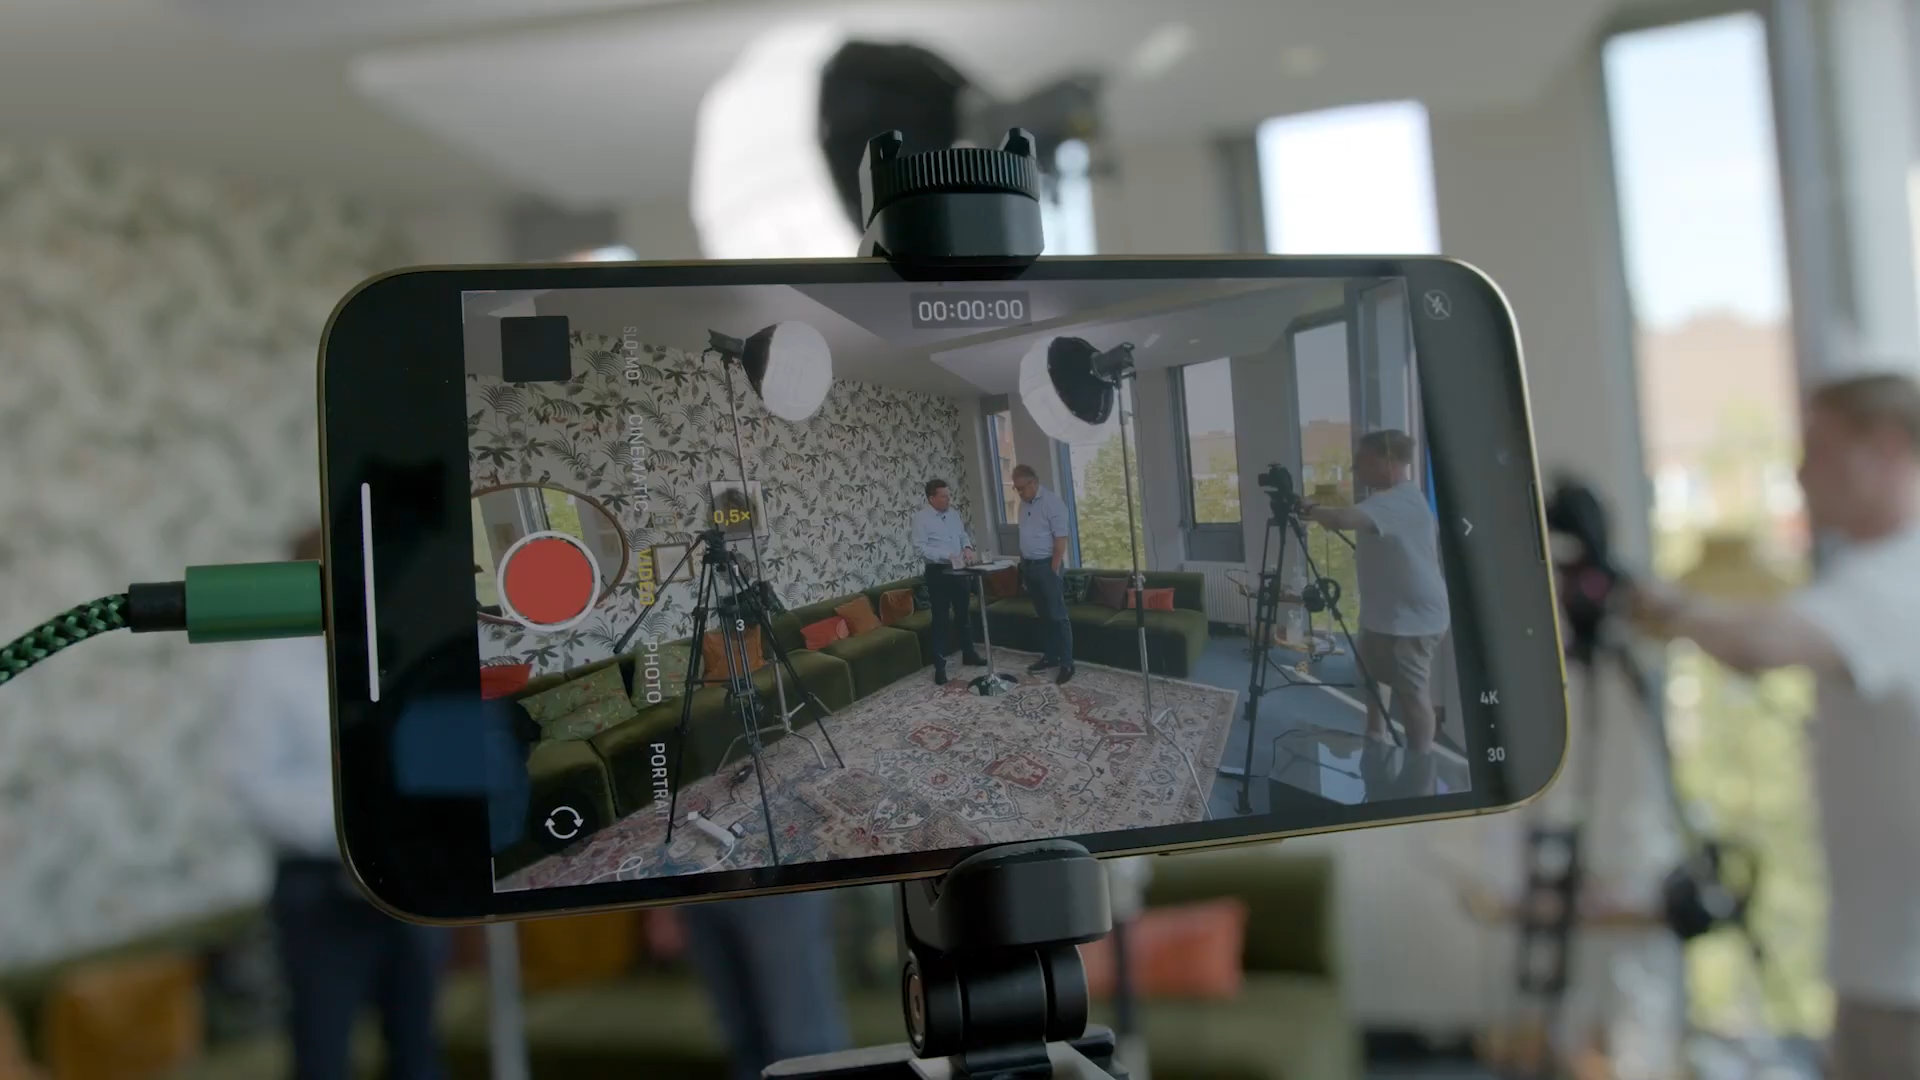 00:00:00
SLO-MO
CINEMATIC
VIDEO
PHOTO
PORTRA
0,5×
3
4K
30